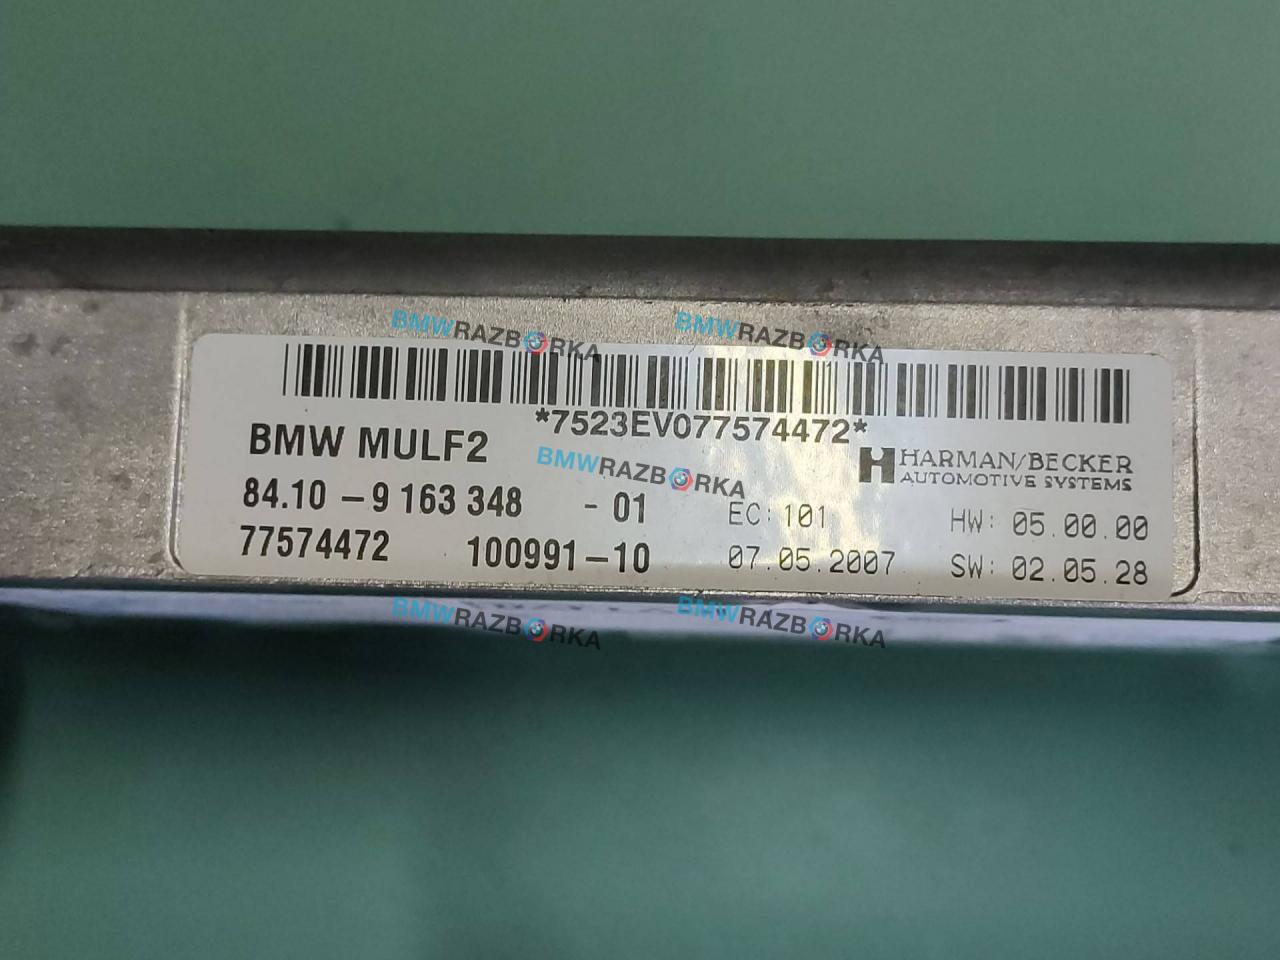 BMWRAZBORKA BMWRAZBORKA
*7523EV077574472*
BMW MULF2
HARMAN/BECKER
AUTOMOTIVE SYSTEMS
BMWRAZBORKA
84.10 - 9 163 348 - 01 EC: 101 HW: 05.00.00
77574472 100991-10 07.05.2007 SW: 02.05.28
BMWRAZBORKA BMWRAZBORKA